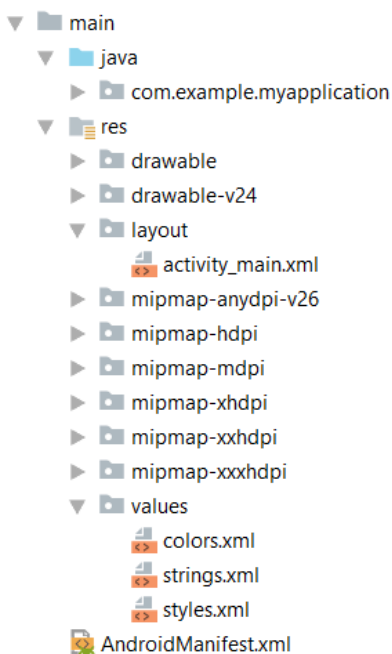 main
java
com.example.myapplication
res
drawable
drawable-v24
layout
activity_main.xml
mipmap-anydpi-v26
mipmap-hdpi
mipmap-mdpi
mipmap-xhdpi
mipmap-xxhdpi
mipmap-xxxhdpi
values
colors.xml
strings.xml
styles.xml
AndroidManifest.xml